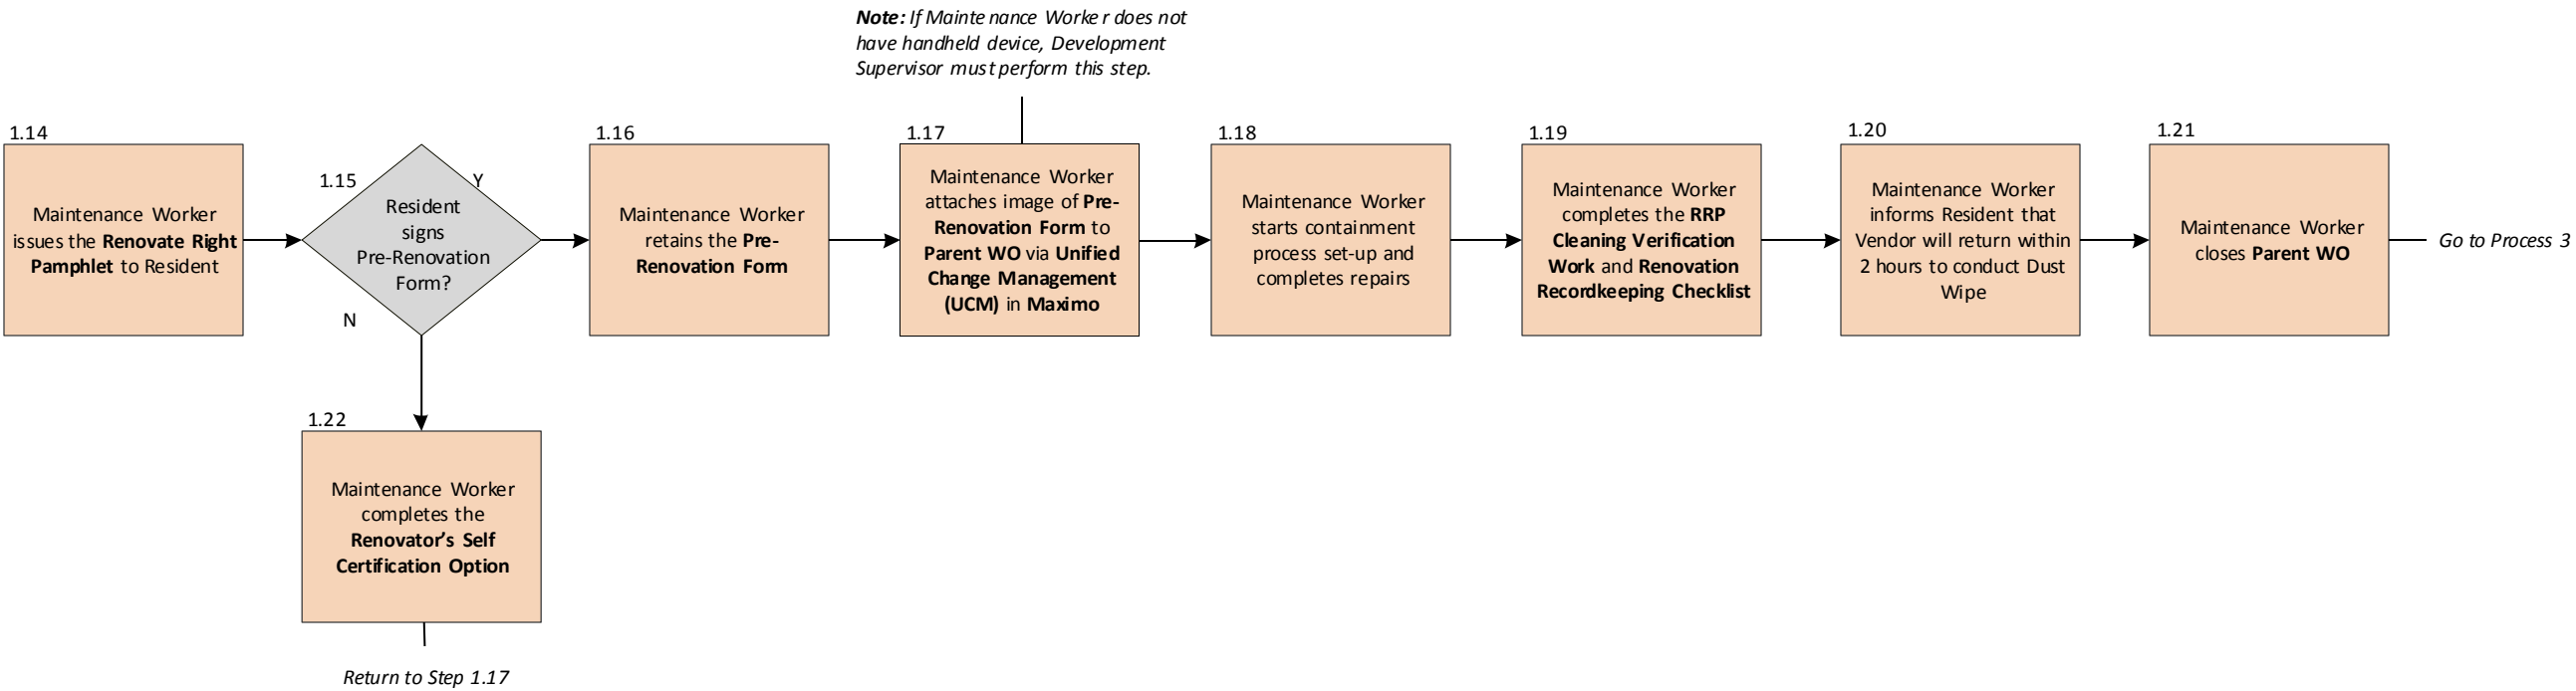 Note: If Maintenance Worker does not
have handheld device, Development
Supervisor must perform this step.
1.14
Maintenance Worker
issues the Renovate Right
Pamphlet to Resident
1.15
Y
Resident
signs
Pre-Renovation
Form?
N
1.16
Maintenance Worker
retains the Pre-
Renovation Form
1.17
Maintenance Worker
attaches image of Pre-
Renovation Form to
Parent WO via Unified
Change Management
(UCM) in Maximo
1.18
Maintenance Worker
starts containment
process set-up and
completes repairs
1.19
Maintenance Worker
completes the RRP
Cleaning Verification
Work and Renovation
Recordkeeping Checklist
1.20
Maintenance Worker
informs Resident that
Vendor will return within
2 hours to conduct Dust
Wipe
1.21
Maintenance Worker
closes Parent WO
Go to Process 3
1.22
Maintenance Worker
completes the
Renovator’s Self
Certification Option
Return to Step 1.17